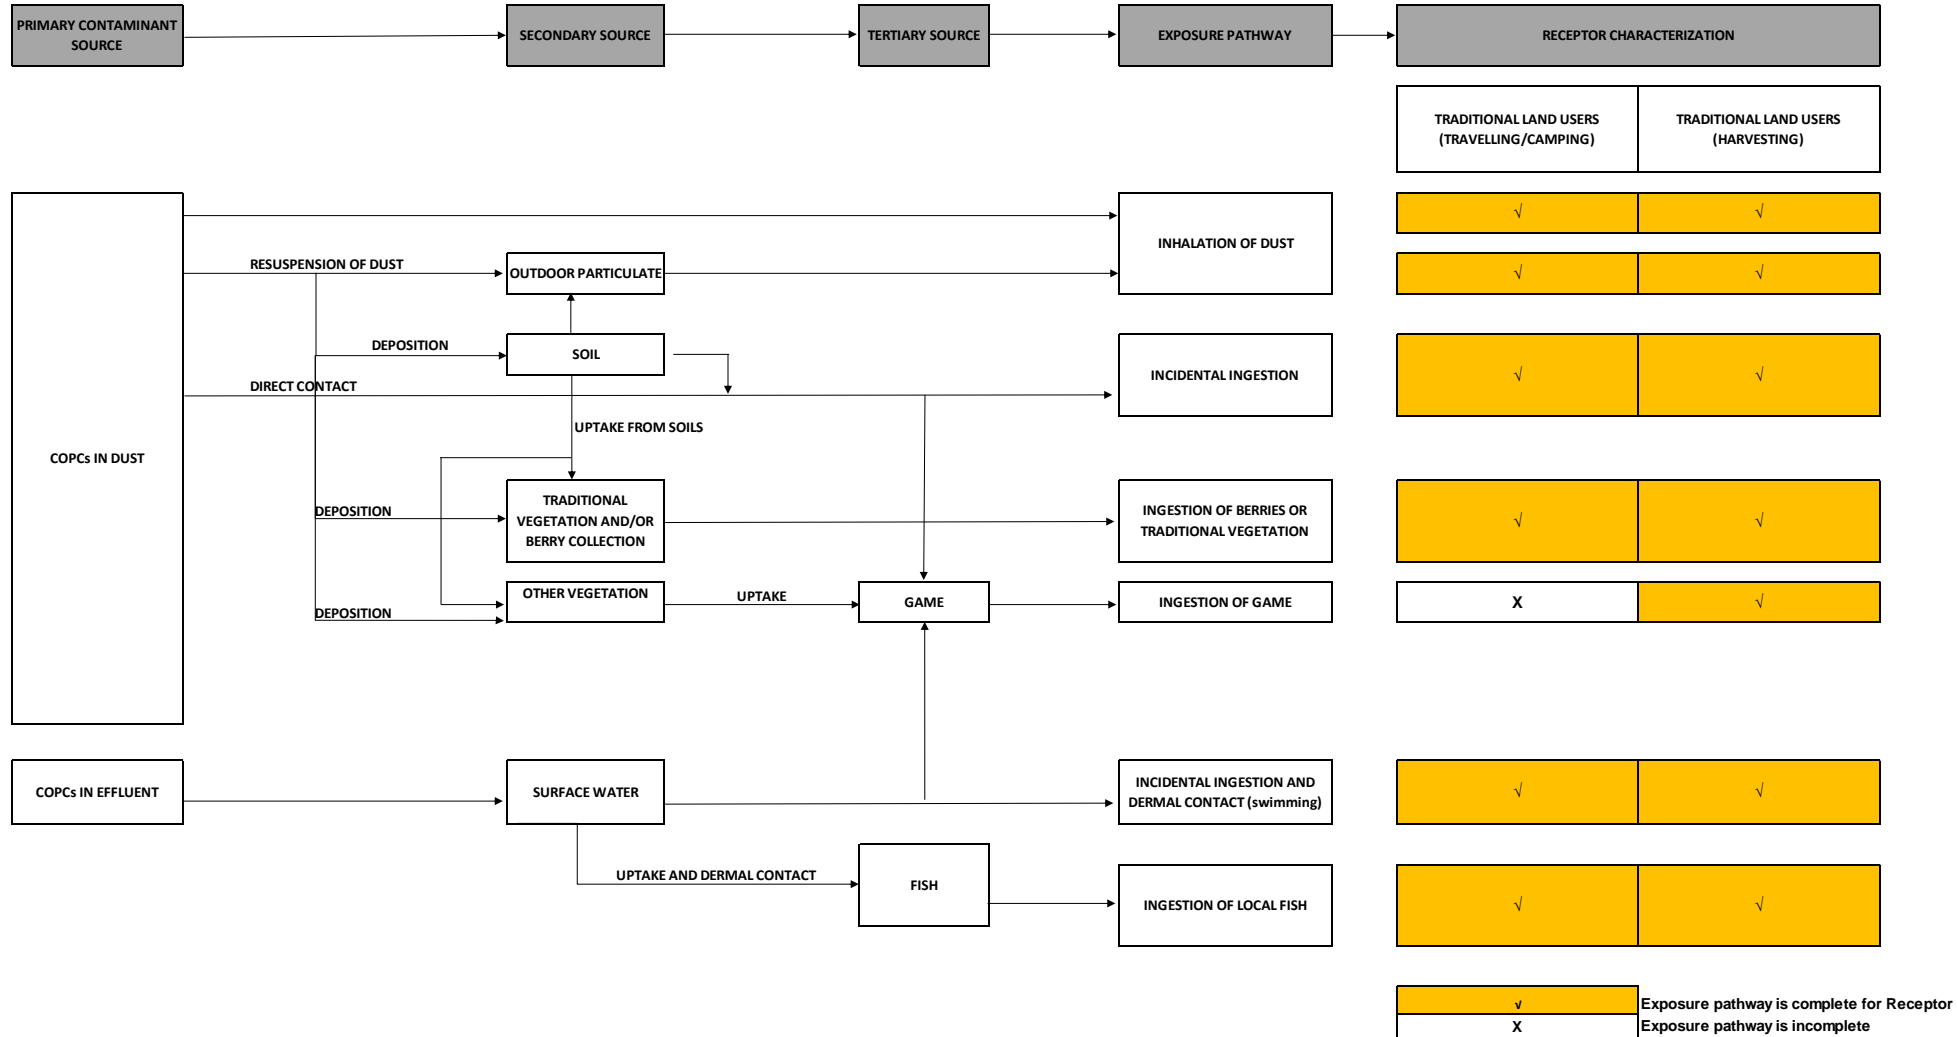 PRIMARY CONTAMINANT
SOURCE
SECONDARY SOURCE
TERTIARY SOURCE
EXPOSURE PATHWAY
RECEPTOR CHARACTERIZATION
TRADITIONAL LAND USERS
(TRAVELLING/CAMPING)
TRADITIONAL LAND USERS
(HARVESTING)
COPCs IN DUST
INHALATION OF DUST
√
√
RESUSPENSION OF DUST
OUTDOOR PARTICULATE
√
√
DEPOSITION
SOIL
DIRECT CONTACT
INCIDENTAL INGESTION
√
√
UPTAKE FROM SOILS
DEPOSITION
TRADITIONAL
VEGETATION AND/OR
BERRY COLLECTION
INGESTION OF BERRIES OR
TRADITIONAL VEGETATION
√
√
DEPOSITION
OTHER VEGETATION
UPTAKE
GAME
INGESTION OF GAME
X
√
COPCs IN EFFLUENT
SURFACE WATER
INCIDENTAL INGESTION AND
DERMAL CONTACT (swimming)
√
√
UPTAKE AND DERMAL CONTACT
FISH
INGESTION OF LOCAL FISH
√
√
√ Exposure pathway is complete for Receptor
X Exposure pathway is incomplete